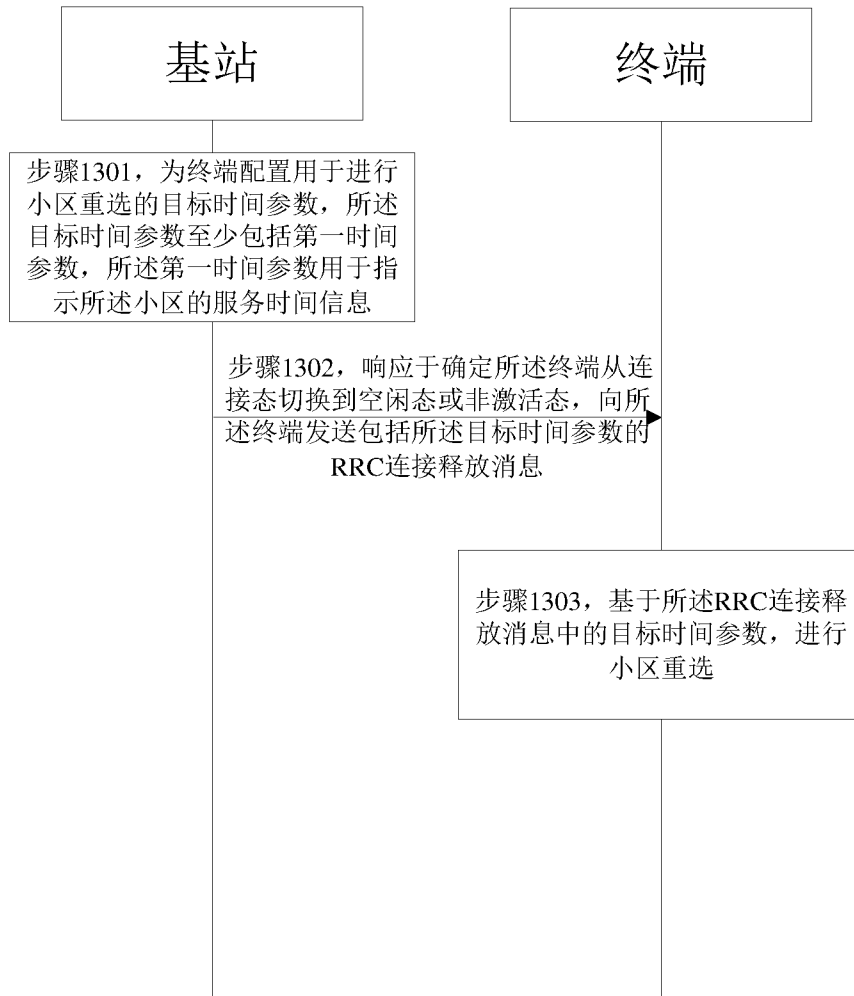 基站
终端
步骤1301，为终端配置用于进行
小区重选的目标时间参数，所述
目标时间参数至少包括第一时间
参数，所述第一时间参数用于指
示所述小区的服务时间信息
步骤1302，响应于确定所述终端从连
接态切换到空闲态或非激活态，向所
述终端发送包括所述目标时间参数的
RRC连接释放消息
步骤1303，基于所述RRC连接释
放消息中的目标时间参数，进行
小区重选